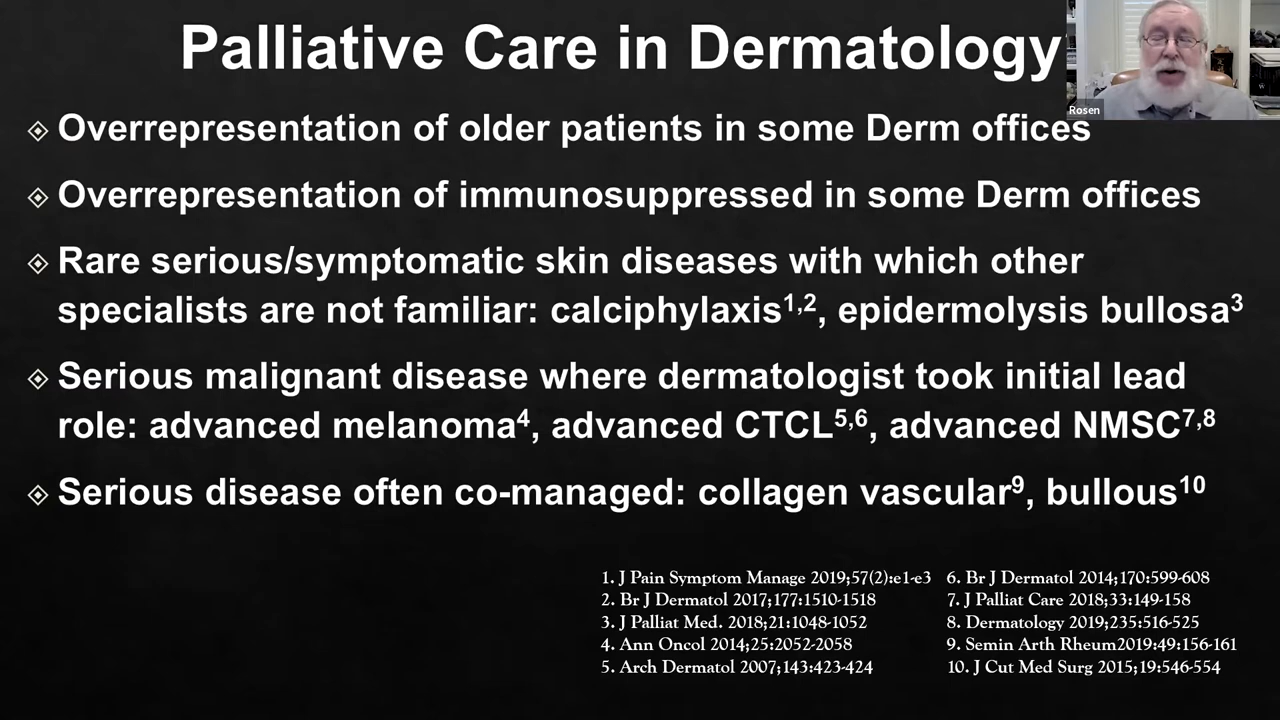 Palliative Care in Dermatology
Rosen
Overrepresentation of older patients in some Derm offices
Overrepresentation of immunosuppressed in some Derm offices
Rare serious/symptomatic skin diseases with which other
specialists are not familiar: calciphylaxis1,2, epidermolysis bullosa3
Serious malignant disease where dermatologist took initial lead
role: advanced melanoma4, advanced CTCL5,6, advanced NMSC7,8
Serious disease often co-managed: collagen vascular9, bullous10
1. J Pain Symptom Manage 2019;57(2):e1-e3
2. Br J Dermatol 2017;177:1510-1518
3. J Palliat Med. 2018;21:1048-1052
4. Ann Oncol 2014;25:2052-2058
5. Arch Dermatol 2007;143:423-424
6. Br J Dermatol 2014;170:599-608
7. J Palliat Care 2018;33:149-158
8. Dermatology 2019;235:516-525
9. Semin Arth Rheum2019:49:156-161
10. J Cut Med Surg 2015;19:546-554